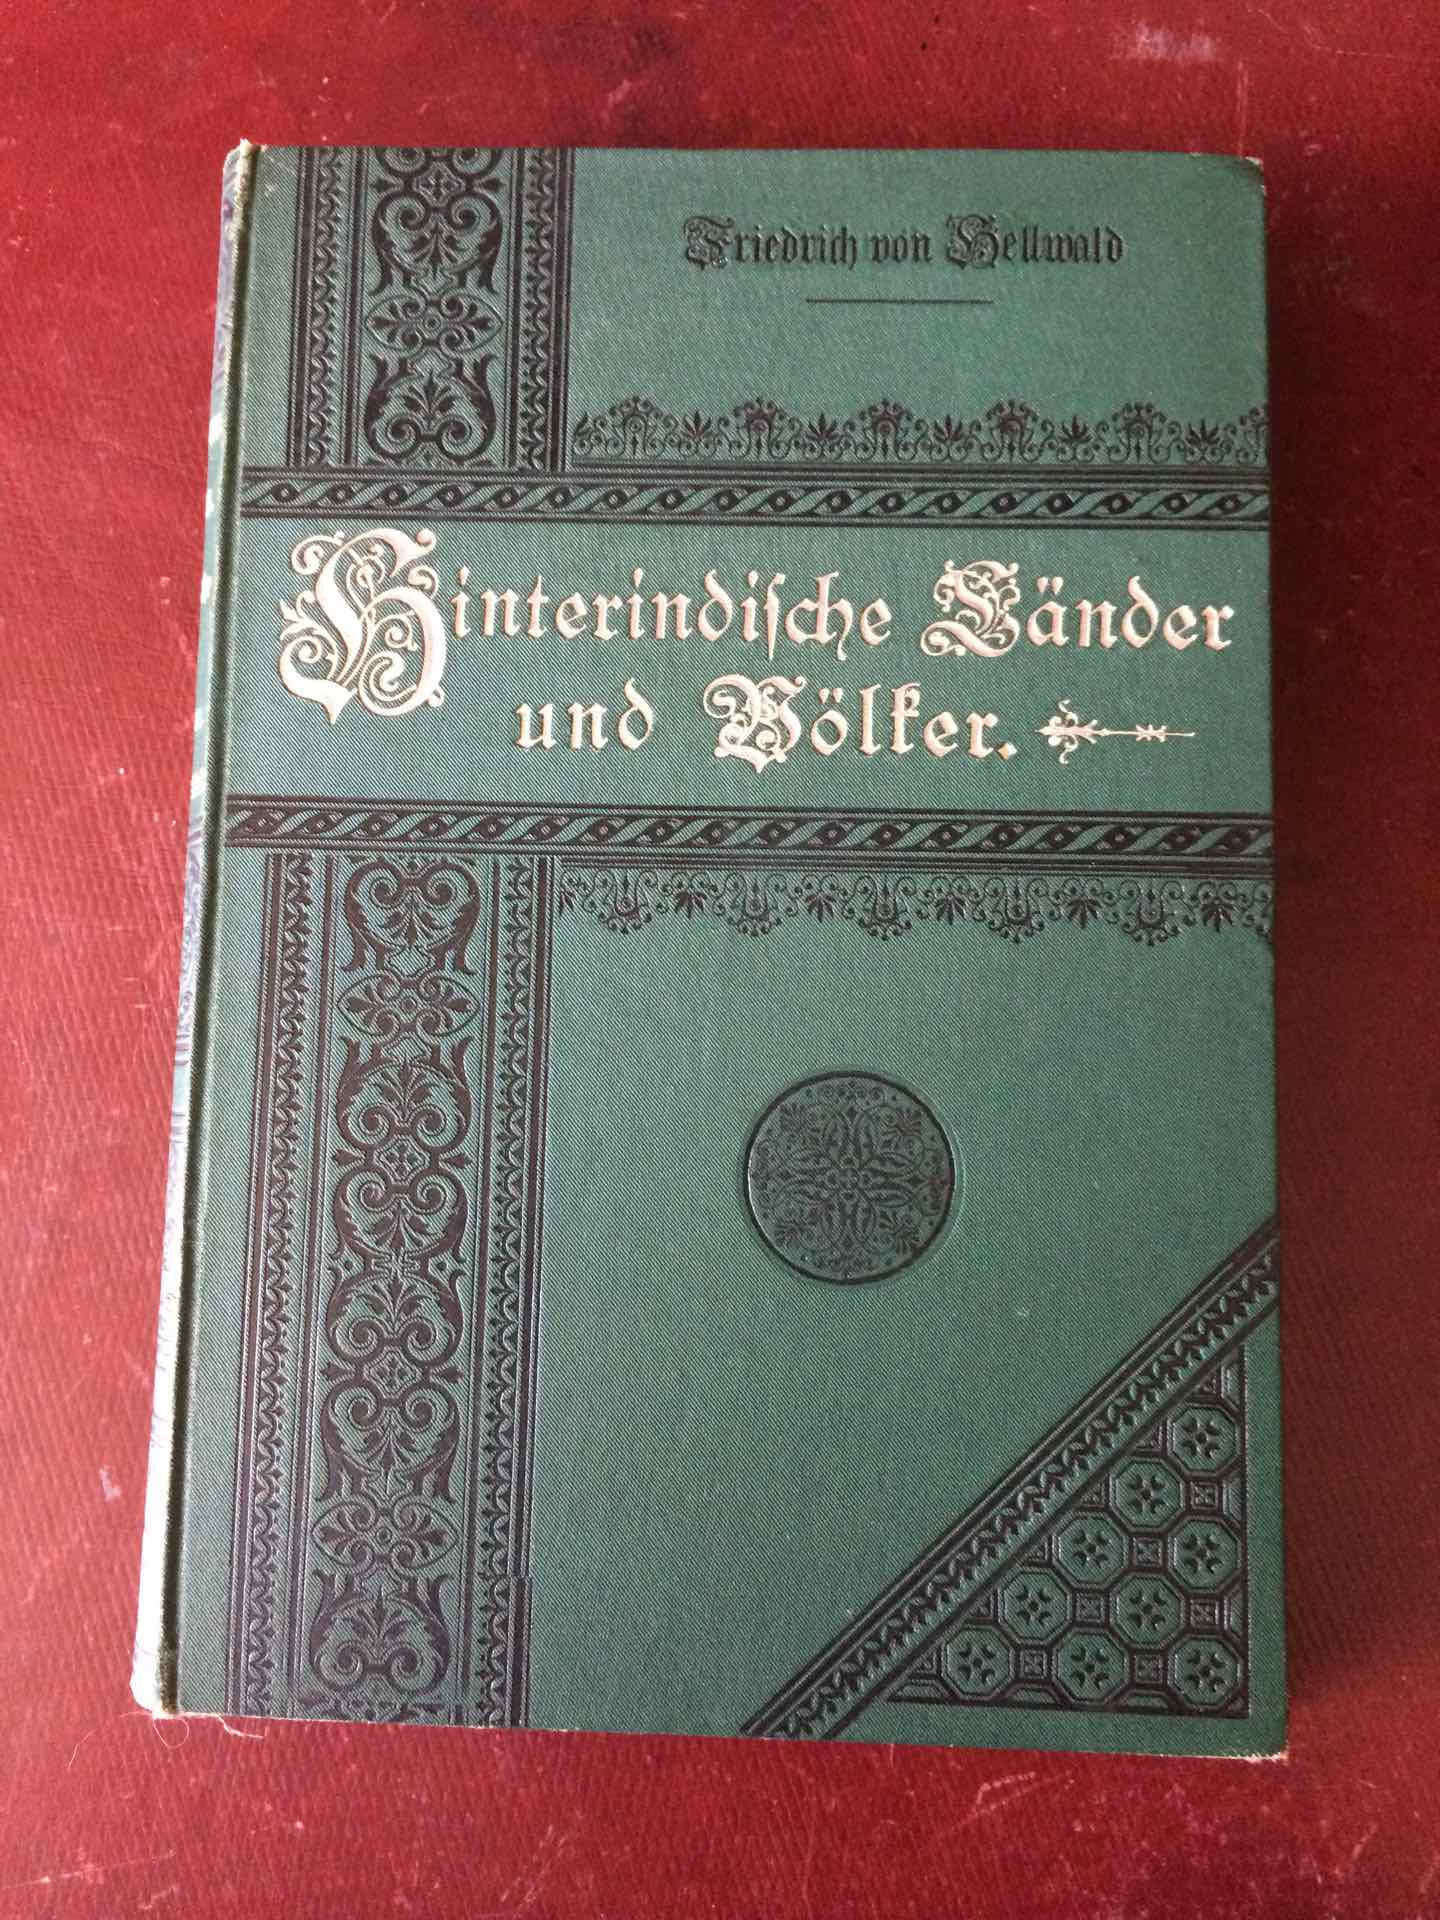 Friedrich von Hellwald
Hinterindiſche Länder
und Völker.